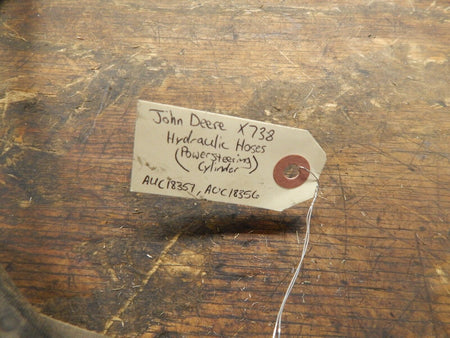 John Deere X738
Hydraulic Hoses
(Powersteering
Cylinder)
AUC18357, AUC18356